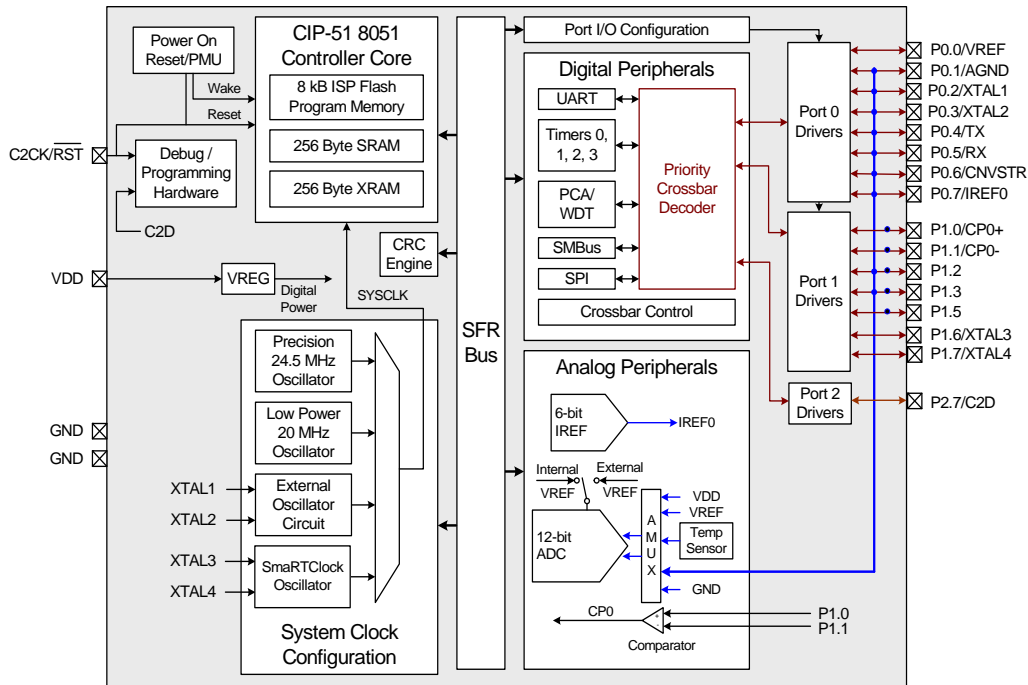 Power On
Reset/PMU
Wake
Reset
C2CK/RST
Debug /
Programming
Hardware
C2D
VDD
VREG
Digital
Power
GND
GND
XTAL1
XTAL2
XTAL3
XTAL4
CIP-51 8051
Controller Core
8 kB ISP Flash
Program Memory
256 Byte SRAM
256 Byte XRAM
CRC
Engine
SYSCLK
Precision
24.5 MHz
Oscillator
Low Power
20 MHz
Oscillator
External
Oscillator
Circuit
SmaRTClock
Oscillator
System Clock
Configuration
SFR
Bus
Port I/O Configuration
Digital Peripherals
UART
Timers 0,
1, 2, 3
PCA/
WDT
SMBus
SPI
Priority
Crossbar
Decoder
Crossbar Control
Analog Peripherals
6-bit
IREF
IREF0
Internal
VREF
External
VREF
12-bit
ADC
A
M
U
X
VDD
VREF
Temp
Sensor
GND
CP0
+
-
Comparator
P1.0
P1.1
Port 0
Drivers
Port 1
Drivers
Port 2
Drivers
P0.0/VREF
P0.1/AGND
P0.2/XTAL1
P0.3/XTAL2
P0.4/TX
P0.5/RX
P0.6/CNVSTR
P0.7/IREF0
P1.0/CP0+
P1.1/CP0-
P1.2
P1.3
P1.5
P1.6/XTAL3
P1.7/XTAL4
P2.7/C2D